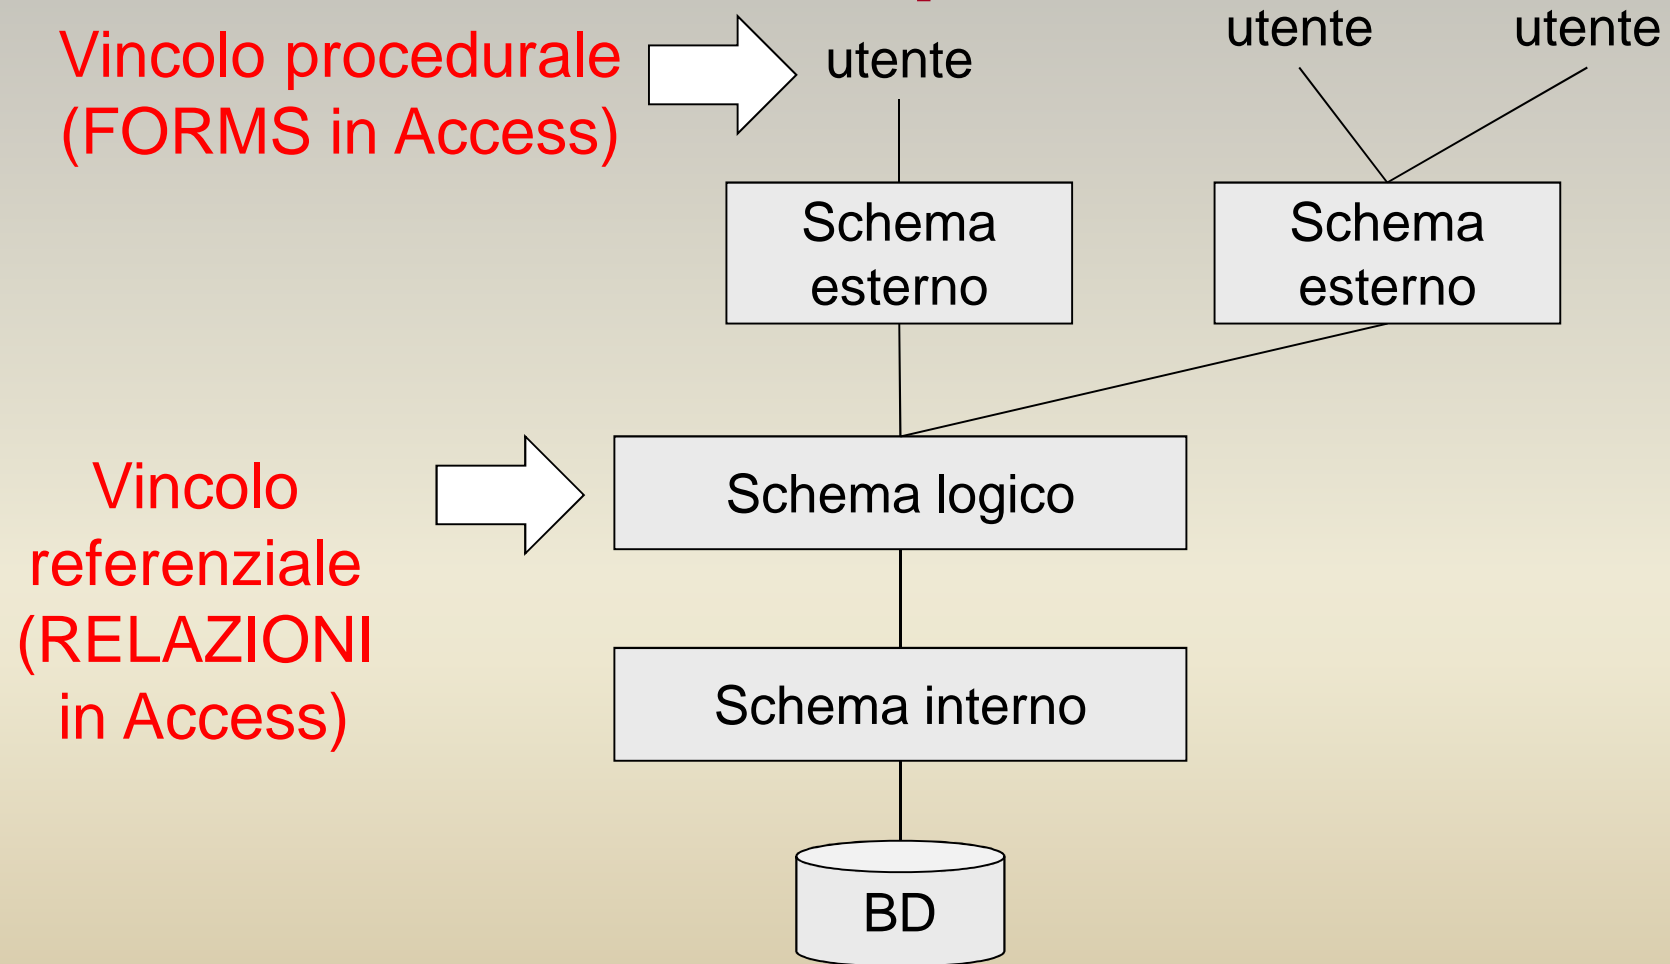 Vincolo procedurale
(FORMS in Access)
utente
utente
utente
Schema
esterno
Schema
esterno
Vincolo
referenziale
(RELAZIONI
in Access)
Schema logico
Schema interno
BD